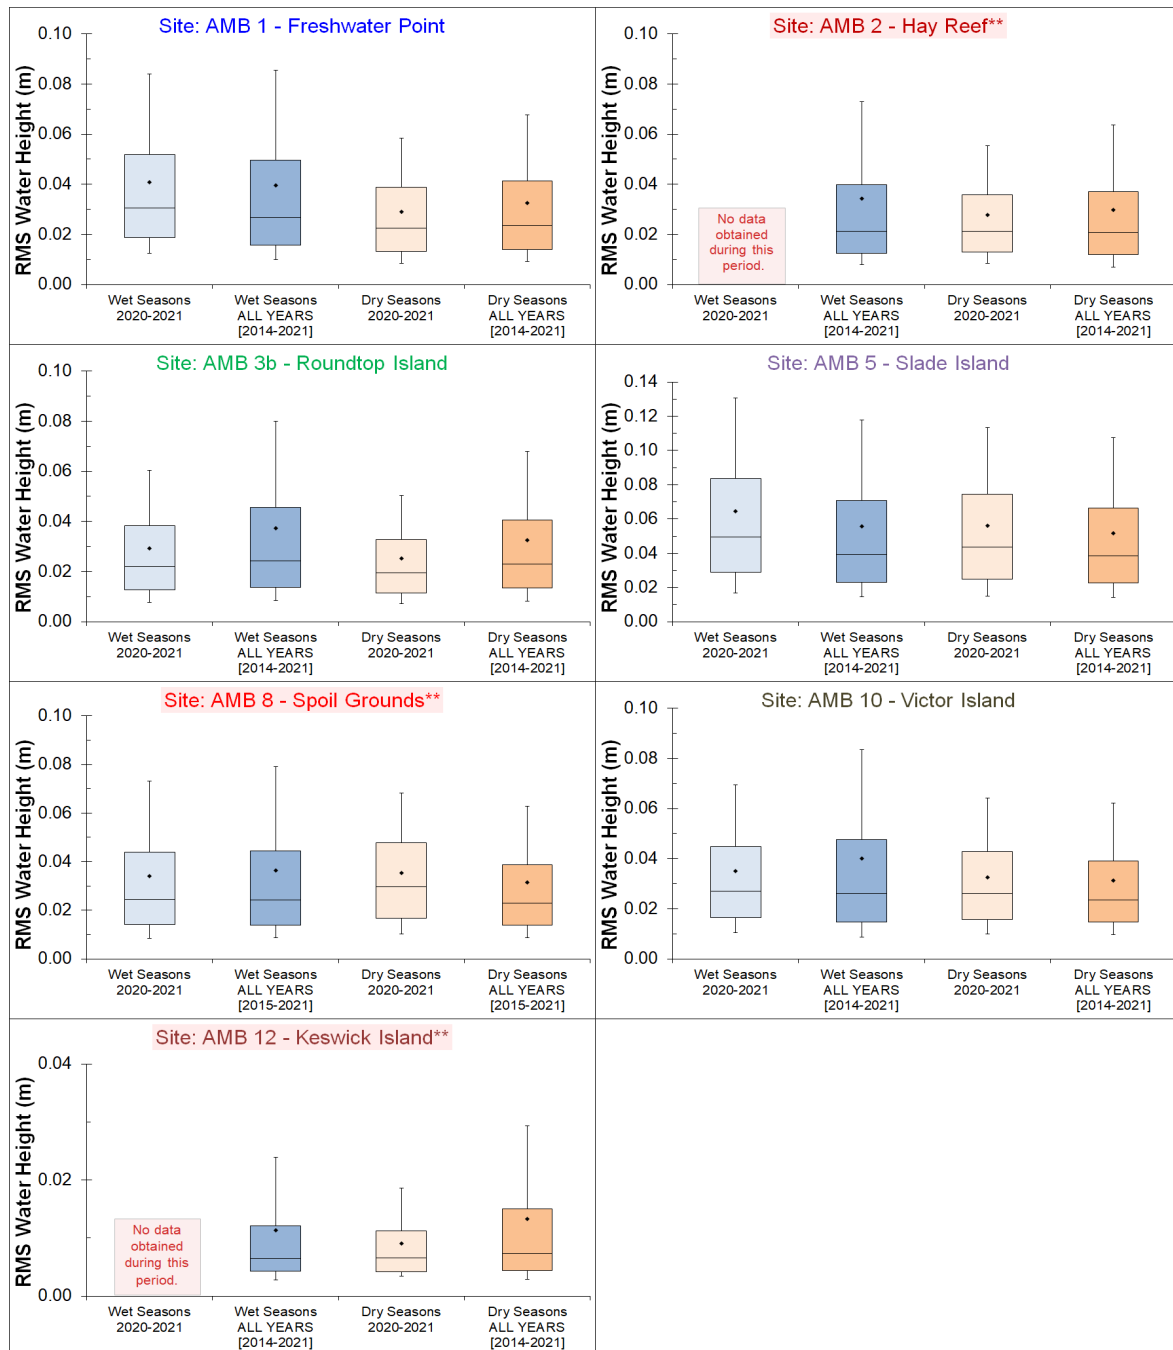 Site: AMB 1 - Freshwater Point
RMS Water Height (m)
0.10
0.08
0.06
0.04
0.02
0.00
Wet Seasons
2020-2021
Wet Seasons
ALL YEARS
[2014-2021]
Dry Seasons
2020-2021
Dry Seasons
ALL YEARS
[2014-2021]
Site: AMB 2 - Hay Reef**
RMS Water Height (m)
0.10
0.08
0.06
0.04
0.02
0.00
No data
obtained
during this
period.
Wet Seasons
2020-2021
Wet Seasons
ALL YEARS
[2014-2021]
Dry Seasons
2020-2021
Dry Seasons
ALL YEARS
[2014-2021]
Site: AMB 3b - Roundtop Island
RMS Water Height (m)
0.10
0.08
0.06
0.04
0.02
0.00
Wet Seasons
2020-2021
Wet Seasons
ALL YEARS
[2014-2021]
Dry Seasons
2020-2021
Dry Seasons
ALL YEARS
[2014-2021]
Site: AMB 5 - Slade Island
RMS Water Height (m)
0.14
0.12
0.10
0.08
0.06
0.04
0.02
0.00
Wet Seasons
2020-2021
Wet Seasons
ALL YEARS
[2014-2021]
Dry Seasons
2020-2021
Dry Seasons
ALL YEARS
[2014-2021]
Site: AMB 8 - Spoil Grounds**
RMS Water Height (m)
0.10
0.08
0.06
0.04
0.02
0.00
Wet Seasons
2020-2021
Wet Seasons
ALL YEARS
[2015-2021]
Dry Seasons
2020-2021
Dry Seasons
ALL YEARS
[2015-2021]
Site: AMB 10 - Victor Island
RMS Water Height (m)
0.10
0.08
0.06
0.04
0.02
0.00
Wet Seasons
2020-2021
Wet Seasons
ALL YEARS
[2014-2021]
Dry Seasons
2020-2021
Dry Seasons
ALL YEARS
[2014-2021]
Site: AMB 12 - Keswick Island**
RMS Water Height (m)
0.04
0.02
0.00
No data
obtained
during this
period.
Wet Seasons
2020-2021
Wet Seasons
ALL YEARS
[2014-2021]
Dry Seasons
2020-2021
Dry Seasons
ALL YEARS
[2014-2021]